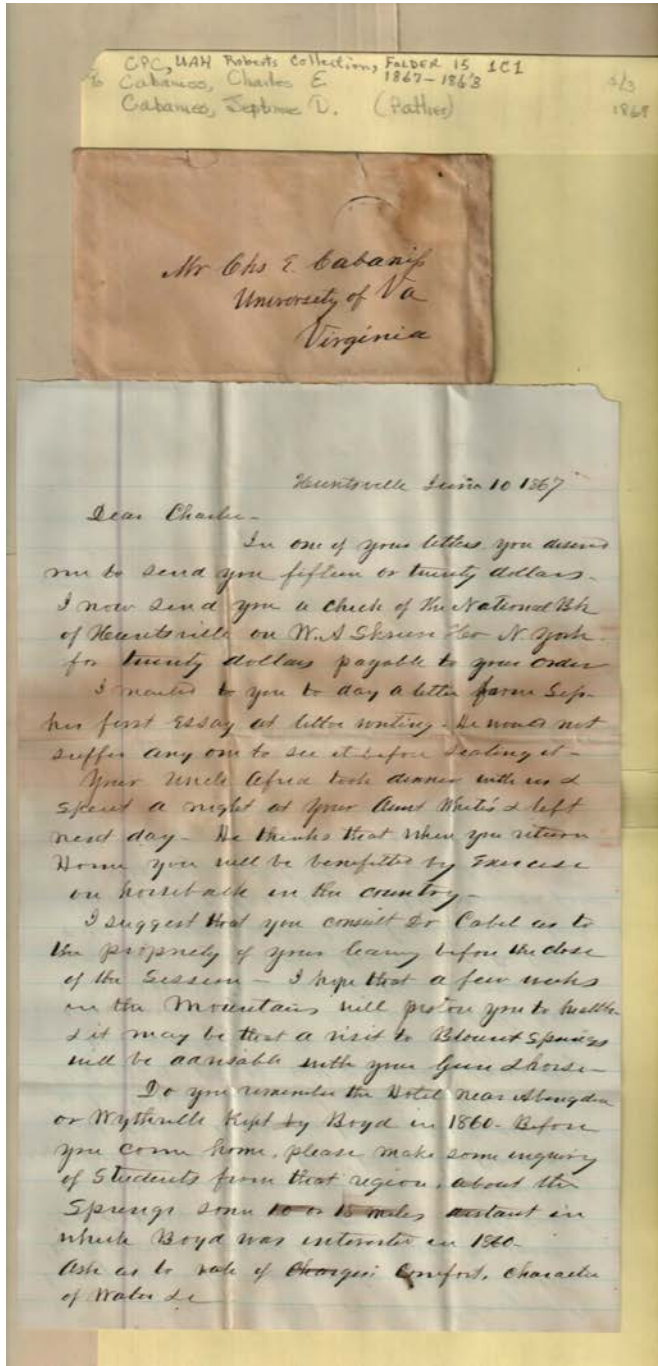 CPC, UAH Roberts Collection, FOLDER 15 1C1
to Cabaniss, Charles E 1867-1868
Cabaniss, Septimus D. (Father)
1868
Mr Chs E. Cabaniss
University of Va
Virginia
Huntsville June 10 1867
Dear Charlie-
In one of your letters you desired
me to send you fifteen or twenty dollars-
I now send you a check of the National Bk
of Huntsville on W.A & Co N York-
for twenty dollars payable to your order
I mailed to you to day a letter from Sep-
his first Essay at letter writing- He would not
suffer any one to see it before sealing it-
Your Uncle Afred took dinner with us &
spent a night at your Aunt White's & left
next day- He thinks that when you return
Home you will be benefitted by Exercise
on horseback in the country-
I suggest that you consult Dr Cabel as to
the propriety of your leaving before the close
of the Session- I hope that a few weeks
in the Mountains will you to health
& it may be that a visit to Blount Springs
will be advisable with your Gun & horse-
Do you remember the Hotel near Abingdon
or Wytheville Kept by Boyd in 1860- Before
you come home, please make some inquiry
of Students from that region, about the
Springs some 10 or 15 miles distant in
which Boyd was interested in 1860-
Ask as to rate of Charges: Comfort, Character
of Water &c